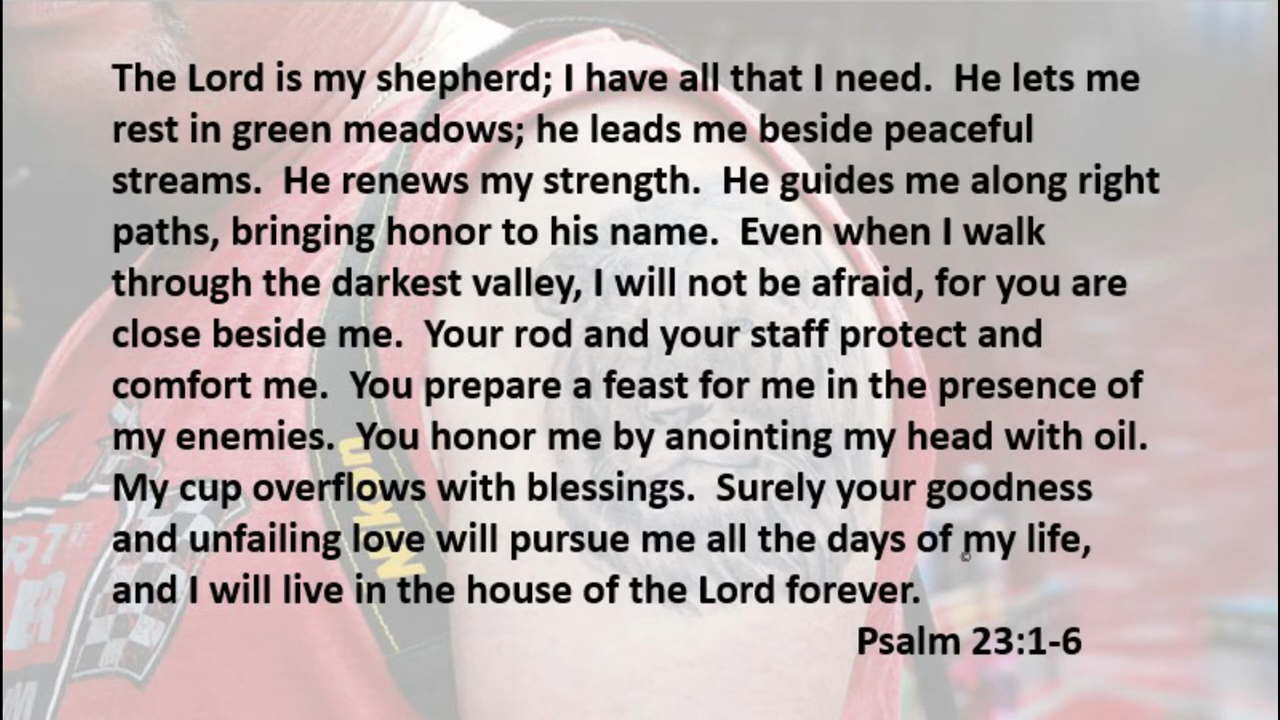 The Lord is my shepherd; I have all that I need.  He lets me
rest in green meadows; he leads me beside peaceful
streams.  He renews my strength.  He guides me along right
paths, bringing honor to his name.  Even when I walk
through the darkest valley, I will not be afraid, for you are
close beside me.  Your rod and your staff protect and
comfort me.  You prepare a feast for me in the presence of
my enemies.  You honor me by anointing my head with oil.
My cup overflows with blessings.  Surely your goodness
and unfailing love will pursue me all the days of my life,
and I will live in the house of the Lord forever.
Psalm 23:1-6
Nikon